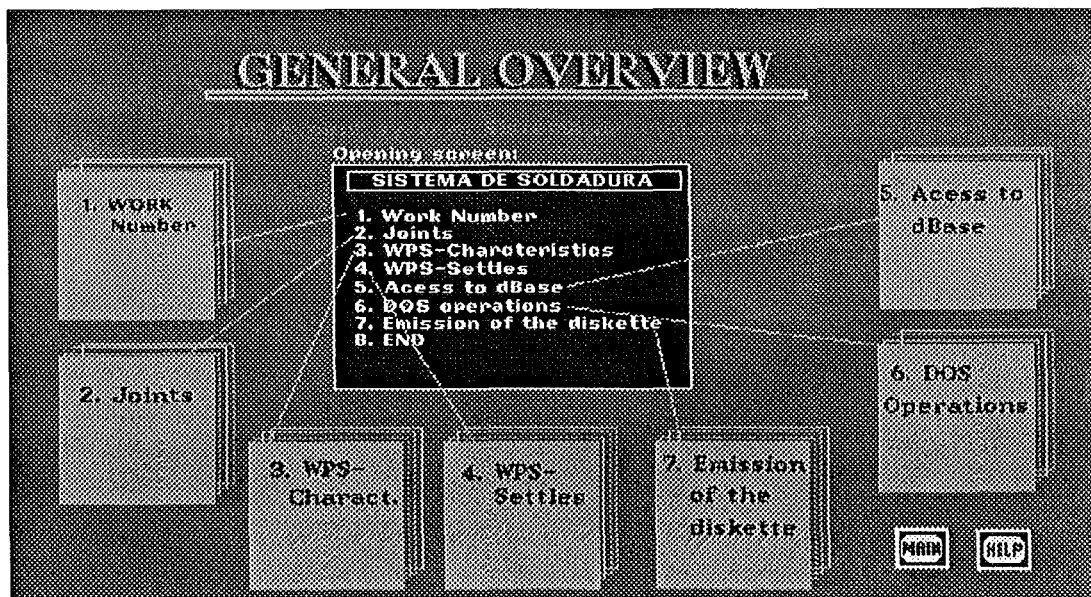 GENERAL OVERVIEW
Opening screen:
SISTEMA DE SOLDADURA
1. Work Number
2. Joints
3. WPS-Charoteristios
4. WPS-Settles
5. Acess to dBase
6. DOS operations
7. Emission of the diskette
8. END
1. WORK
Number
2. Joints
3. WPS-
Charact.
4. WPS-
Settles
7. Emission
of the
diskette
5. Acess to
dBase
6. DOS
Operations
MAIN
HELP